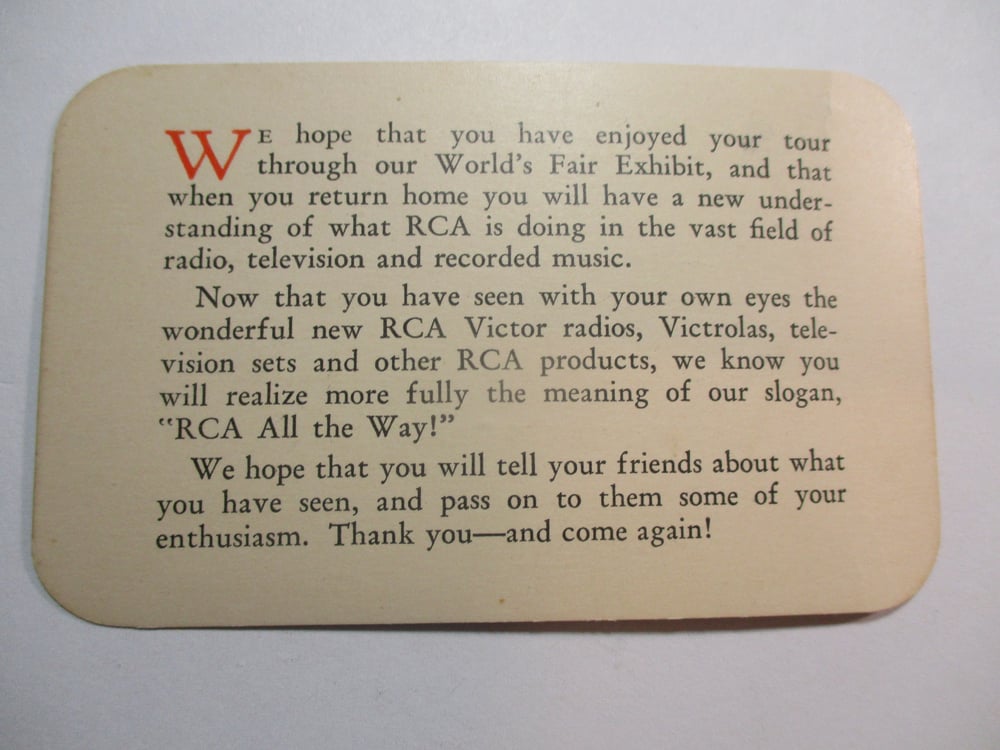 WE hope that you have enjoyed your tour
through our World's Fair Exhibit, and that
when you return home you will have a new under-
standing of what RCA is doing in the vast field of
radio, television and recorded music.
Now that you have seen with your own eyes the
wonderful new RCA Victor radios, Victrolas, tele-
vision sets and other RCA products, we know you
will realize more fully the meaning of our slogan,
“RCA All the Way!”
We hope that you will tell your friends about what
you have seen, and pass on to them some of your
enthusiasm. Thank you—and come again!